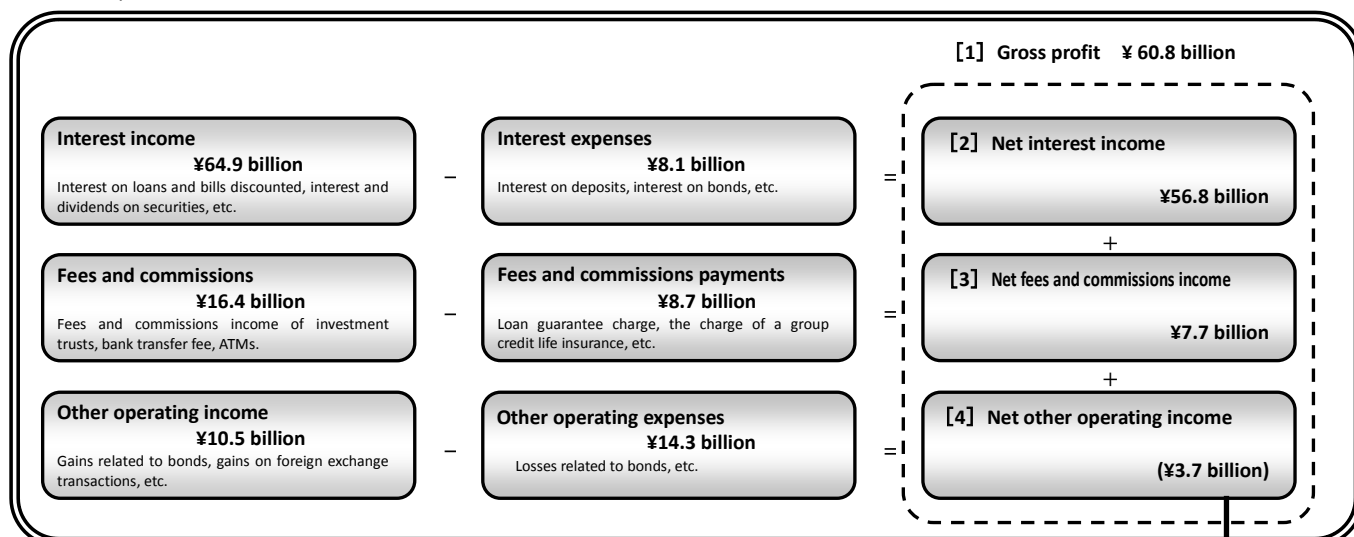 ［1］ Gross profit ¥ 60.8 billion
Interest income
¥64.9 billion
Interest on loans and bills discounted, interest and
dividends on securities, etc.
－
Interest expenses
¥8.1 billion
Interest on deposits, interest on bonds, etc.
=
［2］ Net interest income
¥56.8 billion
+
Fees and commissions
¥16.4 billion
Fees and commissions income of investment
trusts, bank transfer fee, ATMs.
－
Fees and commissions payments
¥8.7 billion
Loan guarantee charge, the charge of a group
credit life insurance, etc.
=
［3］ Net fees and commissions income
¥7.7 billion
+
Other operating income
¥10.5 billion
Gains related to bonds, gains on foreign exchange
transactions, etc.
－
Other operating expenses
¥14.3 billion
Losses related to bonds, etc.
=
［4］ Net other operating income
(¥3.7 billion)